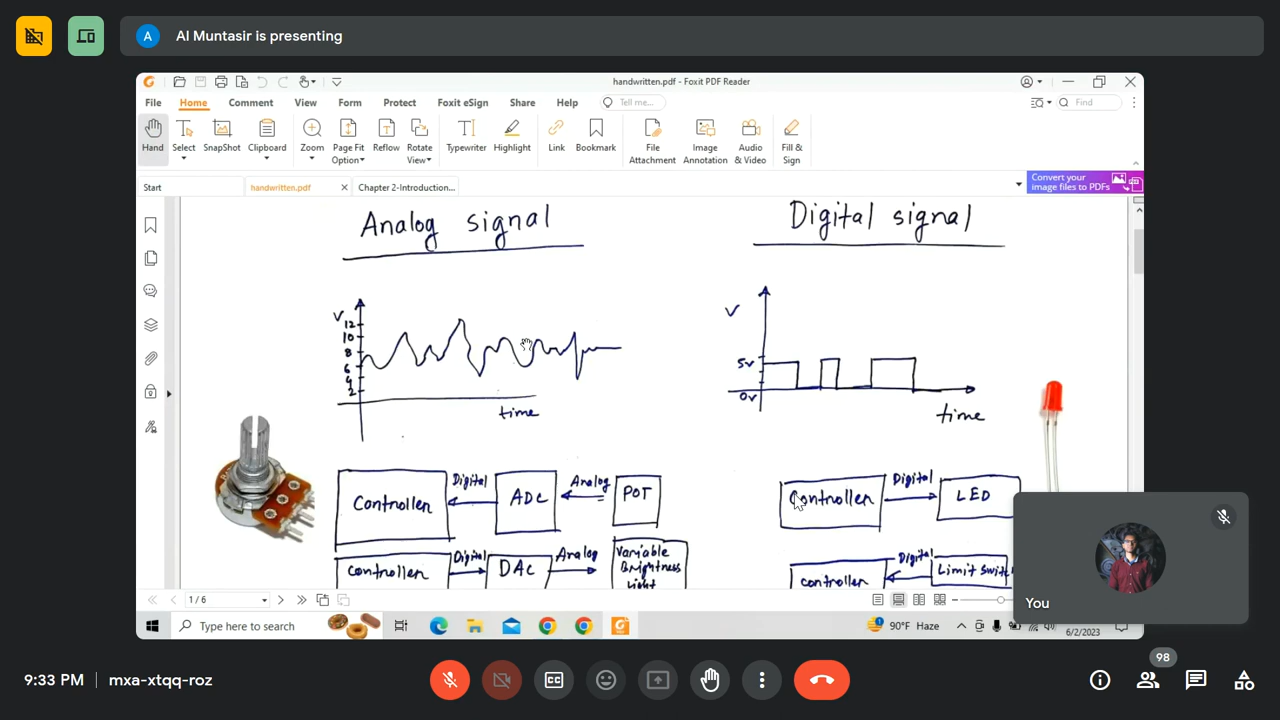 Al Muntasir is presenting
handwritten.pdf - Foxit PDF Reader
File Home Comment View Form Protect Foxit eSign Share Help Tell me... Find
Hand Select SnapShot Clipboard Zoom Page Fit Option Reflow Rotate View Typewriter Highlight Link Bookmark File Attachment Image Annotation Audio & Video Fill & Sign
Start handwritten.pdf Chapter 2-Introduction...
Convert your image files to PDFs
Analog signal
Digital signal
V
12
10
8
6
4
2
time
V
5v
0v
time
Controller Digital ADC Analog POT
Controller Digital LED
Controller Digital DAC Analog Variable Brightness Light
Controller Digital Limit Switch
1 / 6
You
Type here to search
90°F Haze
6/2/2023
9:33 PM mxa-xtqq-roz
98